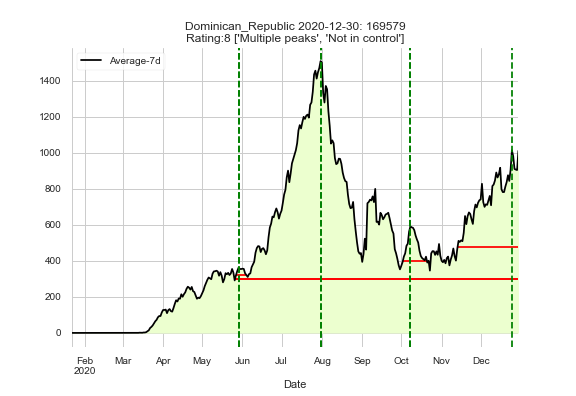 Dominican_Republic 2020-12-30: 169579
Rating:8 ['Multiple peaks', 'Not in control']
Average-7d
1400
1200
1000
800
600
400
200
0
Feb Mar Apr May Jun Jul Aug Sep Oct Nov Dec
2020
Date